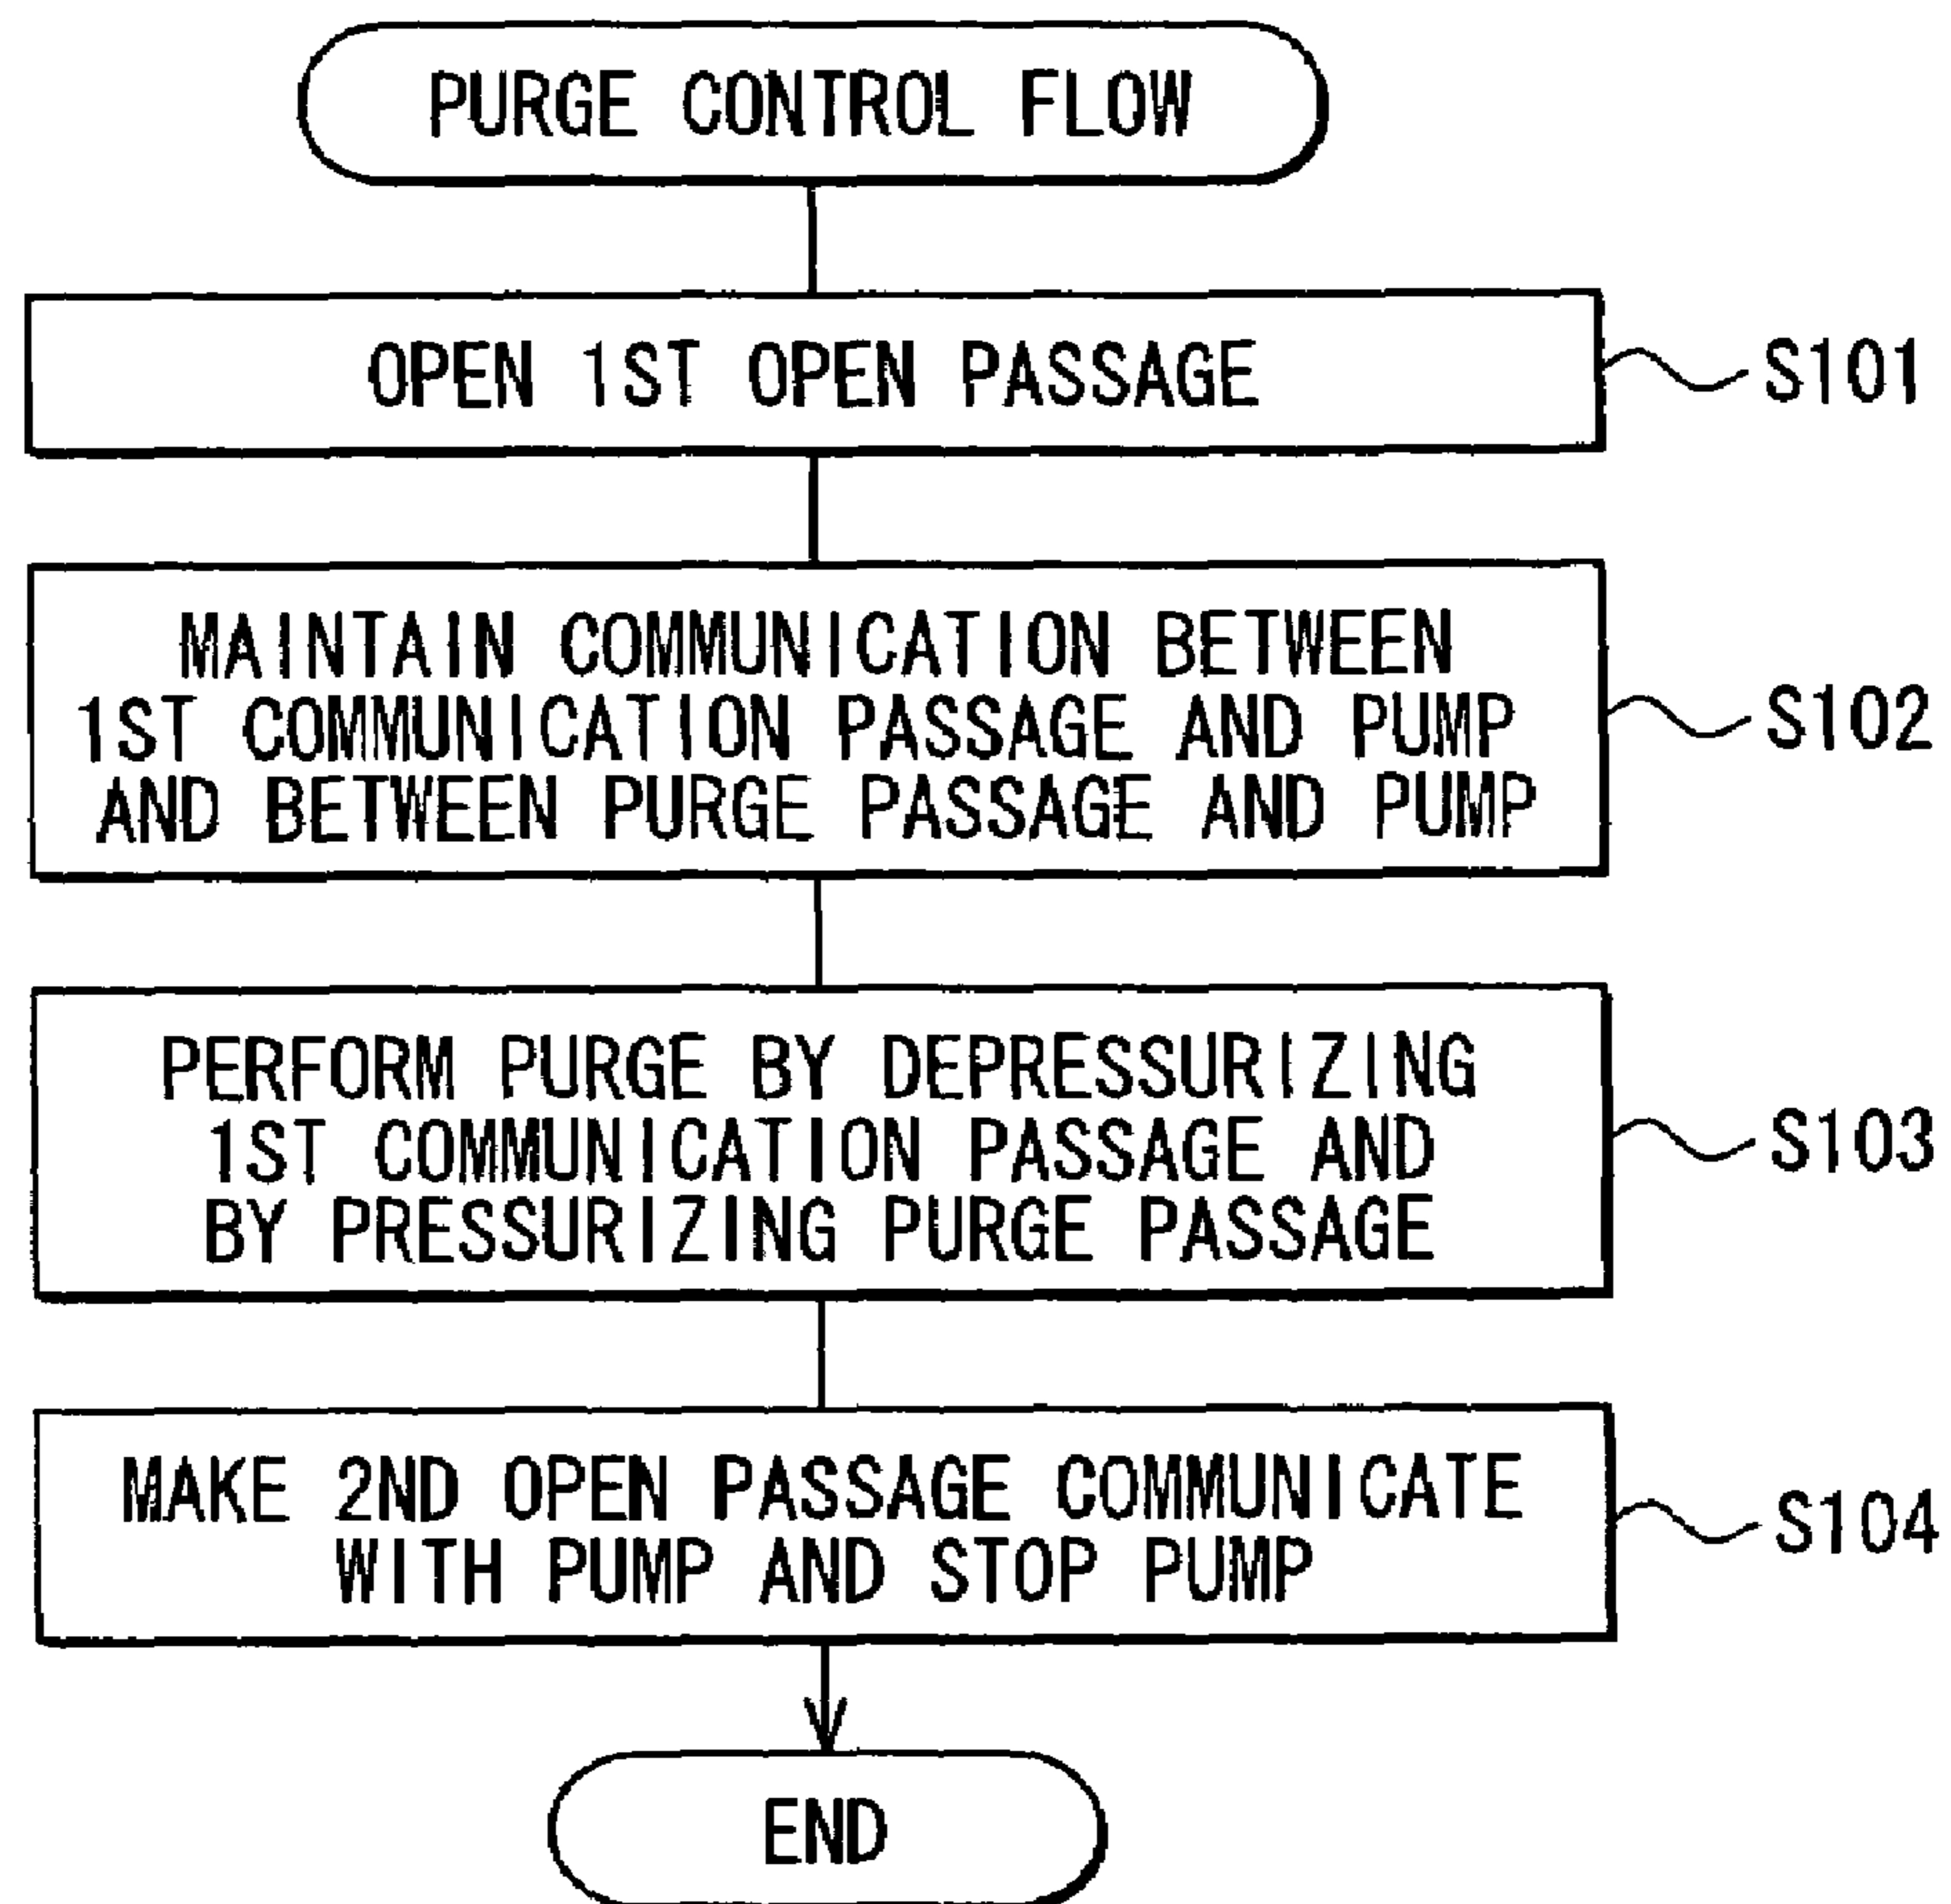 PURGE CONTROL FLOW
OPEN 1ST OPEN PASSAGE
S101
MAINTAIN COMMUNICATION BETWEEN
1ST COMMUNICATION PASSAGE AND PUMP
AND BETWEEN PURGE PASSAGE AND PUMP
S102
PERFORM PURGE BY DEPRESSURIZING
1ST COMMUNICATION PASSAGE AND
BY PRESSURIZING PURGE PASSAGE
S103
MAKE 2ND OPEN PASSAGE COMMUNICATE
WITH PUMP AND STOP PUMP
S104
END